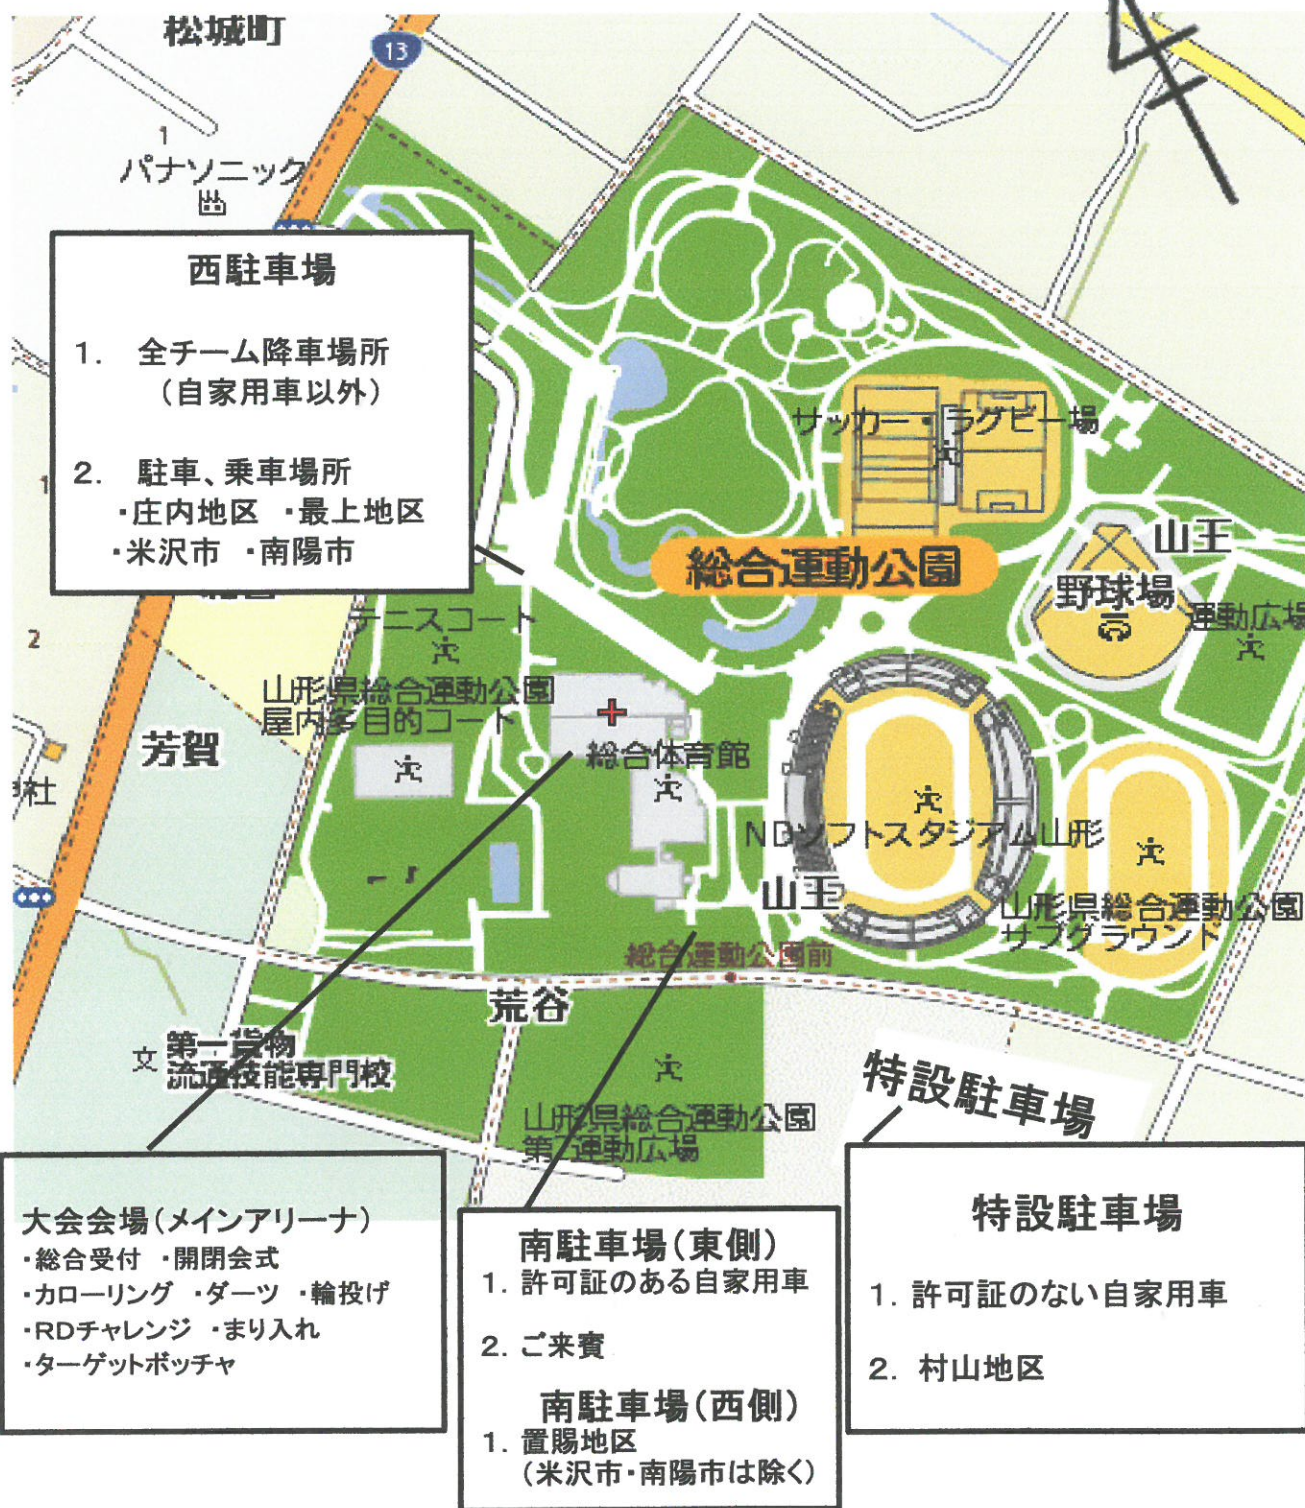 松城町
13
1
パナソニック
西駐車場
1. 全チーム降車場所
（自家用車以外）
2. 駐車、乗車場所
・庄内地区 ・最上地区
・米沢市 ・南陽市
1
2
サッカー・ラグビー場
総合運動公園
山王
野球場
運動広場
テニスコート
山形県総合運動公園
屋内多目的コート
芳賀
神社
総合体育館
NDソフトスタジアム山形
山王
山形県総合運動公園
サブグラウンド
総合運動公園前
荒谷
文 第一貨物
流通技能専門校
山形県総合運動公園
第2運動広場
特設駐車場
大会会場（メインアリーナ）
・総合受付 ・開閉会式
・カローリング ・ダーツ ・輪投げ
・RDチャレンジ ・まり入れ
・ターゲットボッチャ
南駐車場（東側）
1. 許可証のある自家用車
2. ご来賓
南駐車場（西側）
1. 置賜地区
（米沢市・南陽市は除く）
特設駐車場
1. 許可証のない自家用車
2. 村山地区